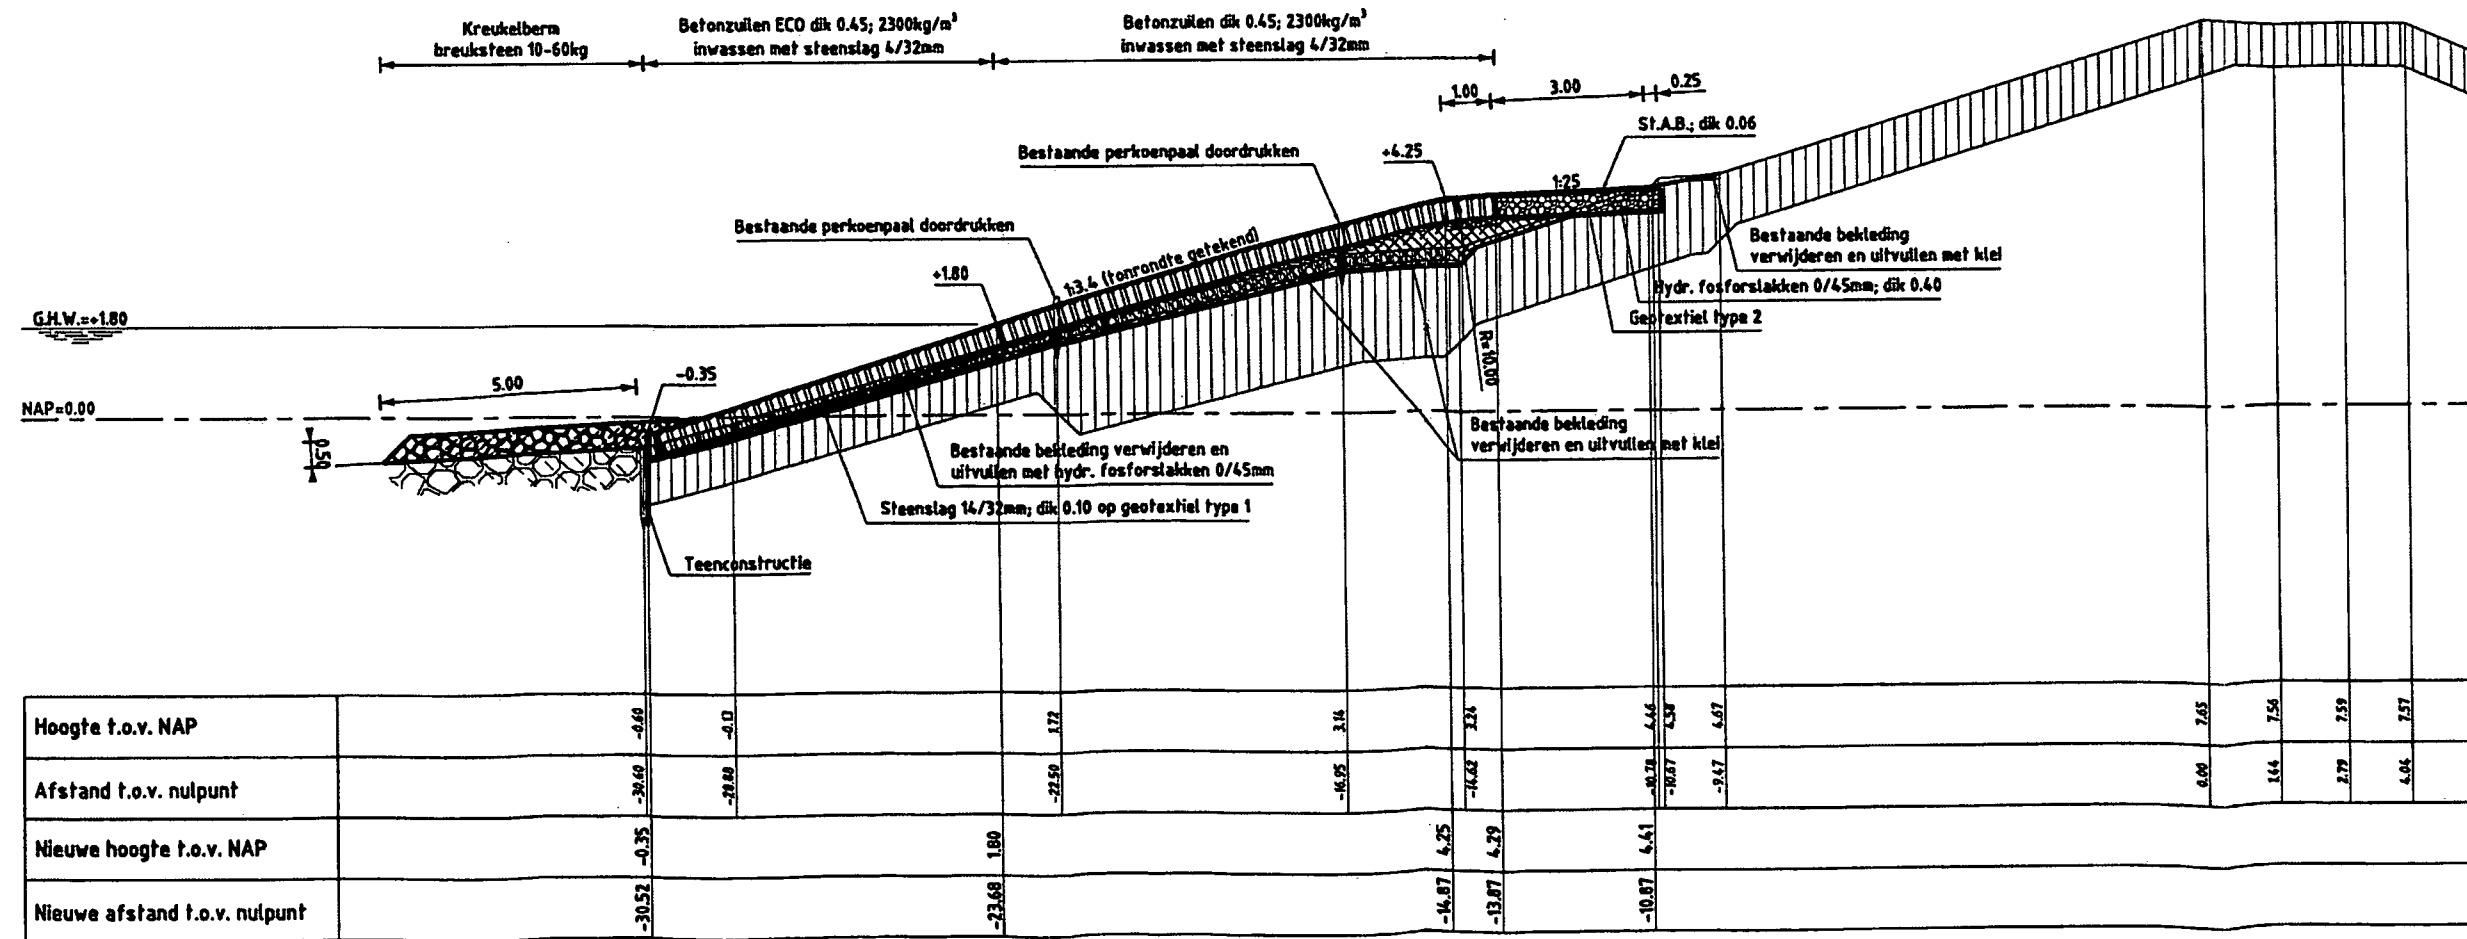 Kreukelberm
breuksteen 10-60kg
Betonzuilen ECO dik 0.45; 2300kg/m³
inwassen met steenslag 4/32mm
Betonzuilen dik 0.45; 2300kg/m³
inwassen met steenslag 4/32mm
1.00
3.00
0.25
St.A.B.; dik 0.06
Bestaande perkoenpaal doordrukken
+4.25
1:25
Bestaande perkoenpaal doordrukken
1:3.4 (tonrondte getekend)
Bestaande bekleding
verwijderen en uitvullen met klei
+1.80
Hydr. fosforslakken 0/45mm; dik 0.40
G.H.W.=+1.80
Geotextiel type 2
R=10.00
5.00
-0.35
NAP=0.00
0.50
Bestaande bekleding
verwijderen en uitvullen met klei
Bestaande bekleding verwijderen en
uitvullen met hydr. fosforslakken 0/45mm
Steenslag 14/32mm; dik 0.10 op geotextiel type 1
Teenconstructie
Hoogte t.o.v. NAP -0.60 -0.13 1.72 3.14 3.24 4.46 4.58 4.67 7.65 7.56 7.59 7.57
Afstand t.o.v. nulpunt -30.60 -28.88 -22.50 -16.95 -14.62 -10.78 -10.67 -9.47 0.00 1.44 2.79 4.04
Nieuwe hoogte t.o.v. NAP -0.35 1.80 4.25 4.29 4.41
Nieuwe afstand t.o.v. nulpunt -30.52 -23.68 -14.87 -13.87 -10.87